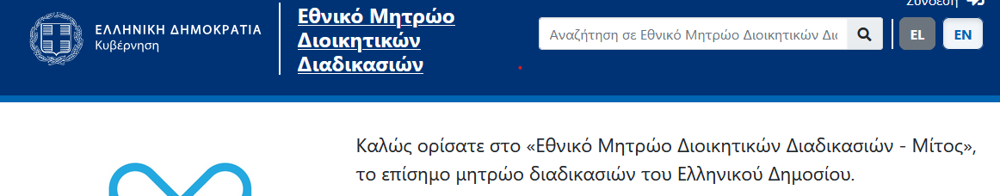 Σύνδεση
ΕΛΛΗΝΙΚΗ ΔΗΜΟΚΡΑΤΙΑ
Κυβέρνηση
Εθνικό Μητρώο
Διοικητικών
Διαδικασιών
Αναζήτηση σε Εθνικό Μητρώο Διοικητικών Δια
EL
EN
Καλώς ορίσατε στο «Εθνικό Μητρώο Διοικητικών Διαδικασιών - Μίτος»,
το επίσημο μητρώο διαδικασιών του Ελληνικού Δημοσίου.